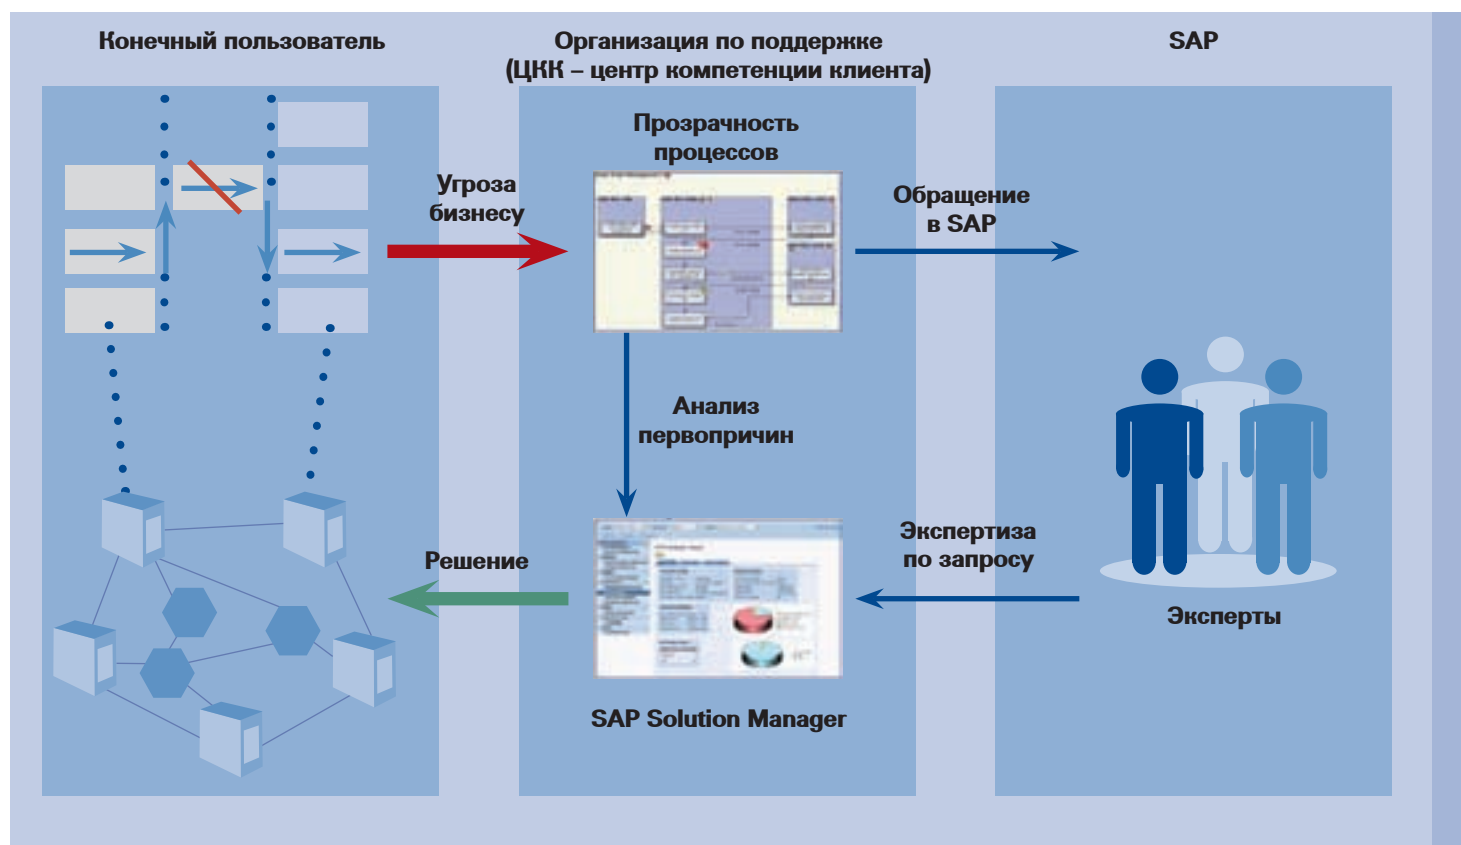 Конечный пользователь
Организация по поддержке
(ЦКК – центр компетенции клиента)
SAP
Прозрачность
процессов
Угроза
бизнесу
Обращение
в SAP
Анализ
первопричин
Решение
Экспертиза
по запросу
Эксперты
SAP Solution Manager